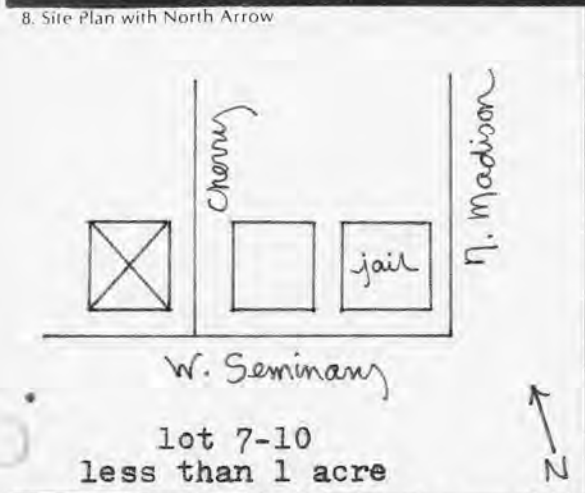 8. Site Plan with North Arrow
Cherry
N. Madison
jail
W. Seminary
lot 7-10
less than 1 acre
N